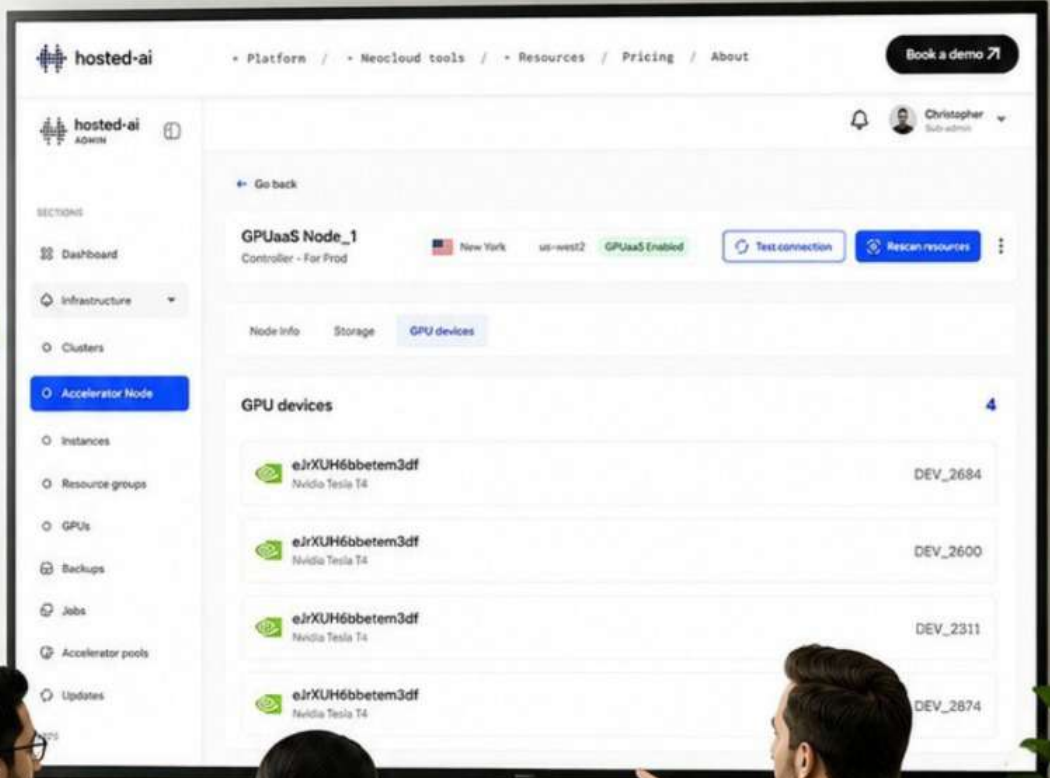 hosted·ai
• Platform / • Neocloud tools / • Resources / Pricing / About
Book a demo
hosted·ai
ADMIN
Christopher
Sub-admin
Go back
SECTIONS
Dashboard
Infrastructure
Clusters
Accelerator Node
Instances
Resource groups
GPUs
Backups
Jobs
Accelerator pools
Updates
GPUaaS Node_1
Controller - For Prod
New York
us-west2
GPUaaS Enabled
Test connection
Rescan resources
Node Info
Storage
GPU devices
GPU devices
4
eJrXUH6bbetem3df
Nvidia Tesla T4
DEV_2684
eJrXUH6bbetem3df
Nvidia Tesla T4
DEV_2600
eJrXUH6bbetem3df
Nvidia Tesla T4
DEV_2311
eJrXUH6bbetem3df
Nvidia Tesla T4
DEV_2874